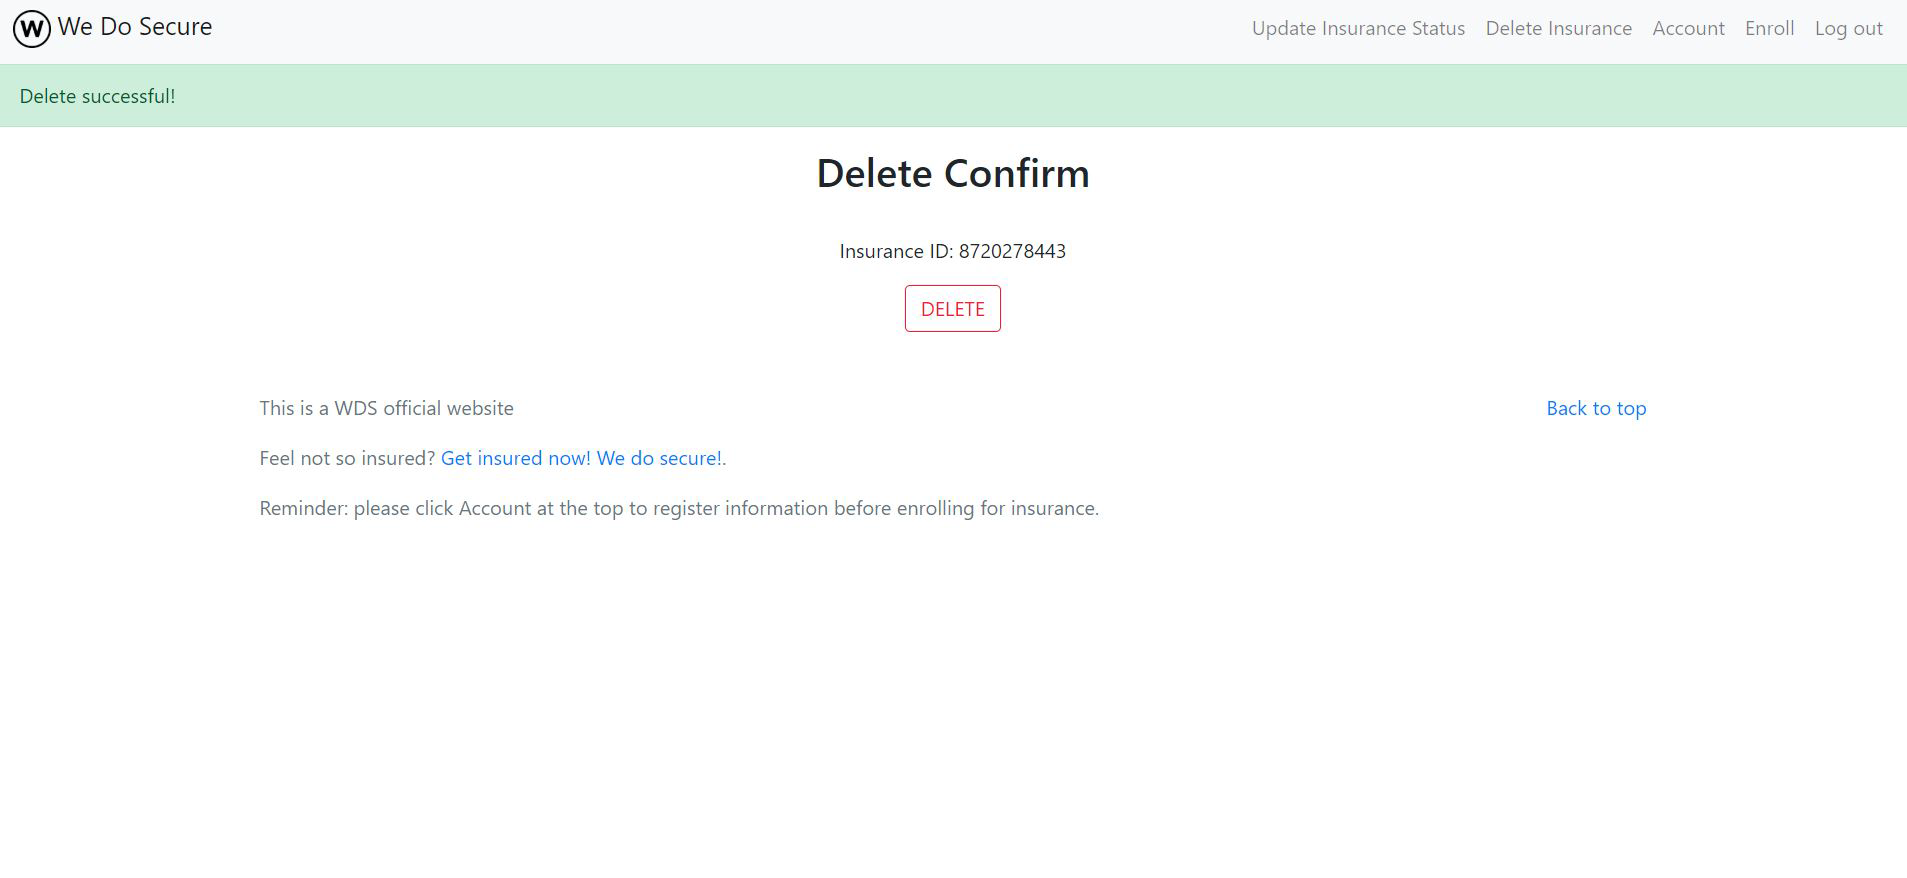 W We Do Secure
Update Insurance Status Delete Insurance Account Enroll Log out
Delete successful!
Delete Confirm
Insurance ID: 8720278443
DELETE
This is a WDS official website
Back to top
Feel not so insured? Get insured now! We do secure!.
Reminder: please click Account at the top to register information before enrolling for insurance.